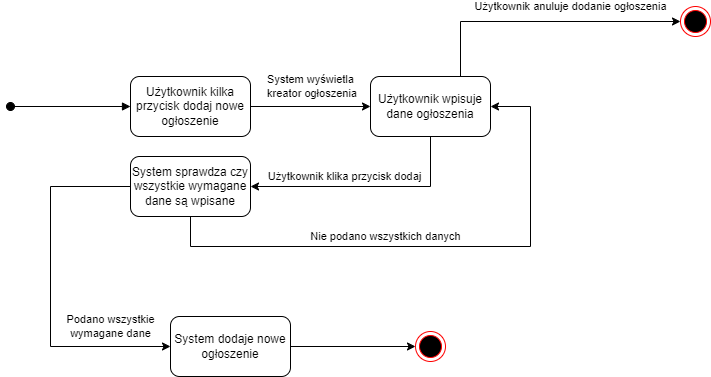 Użytkownik anuluje dodanie ogłoszenia
Użytkownik kilka
przycisk dodaj nowe
ogłoszenie
System wyświetla
kreator ogłoszenia
Użytkownik wpisuje
dane ogłoszenia
System sprawdza czy
wszystkie wymagane
dane są wpisane
Użytkownik klika przycisk dodaj
Nie podano wszystkich danych
Podano wszystkie
wymagane dane
System dodaje nowe
ogłoszenie